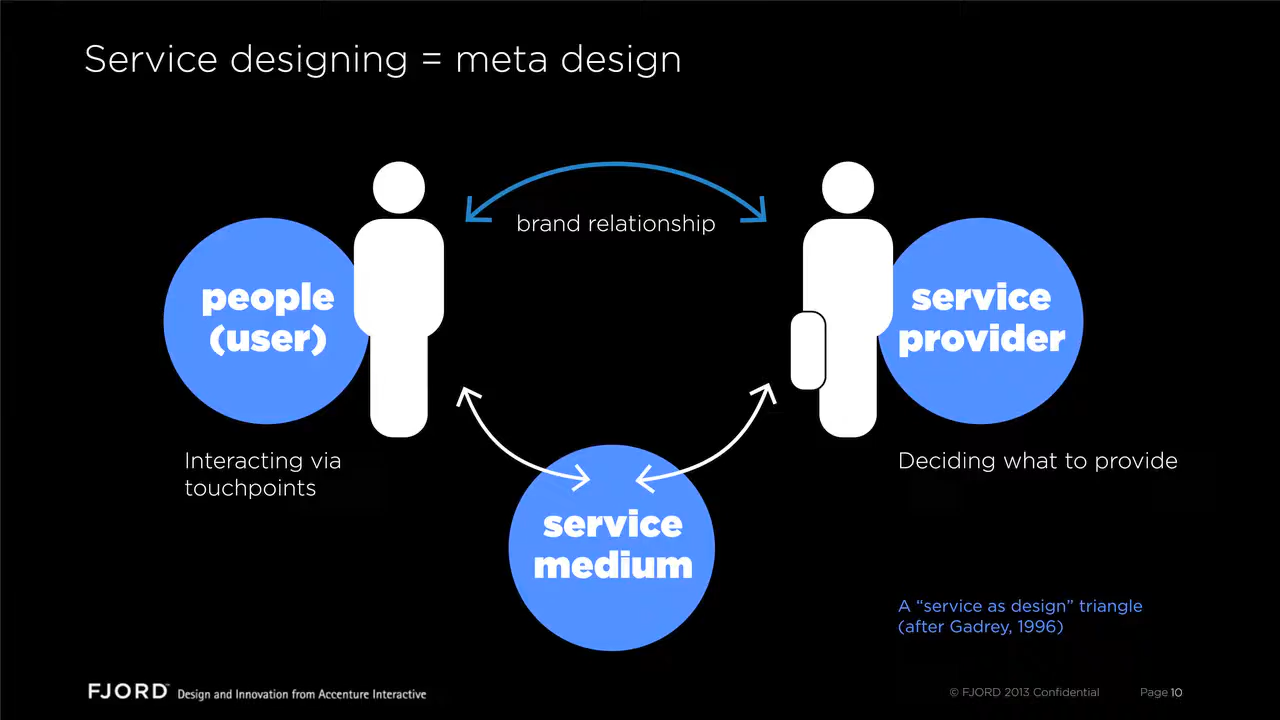 Service designing = meta design
brand relationship
people
(user)
service
provider
Interacting via
touchpoints
Deciding what to provide
service
medium
A “service as design” triangle
(after Gadrey, 1996)
FJORD™ Design and Innovation from Accenture Interactive
© FJORD 2013 Confidential
Page 10